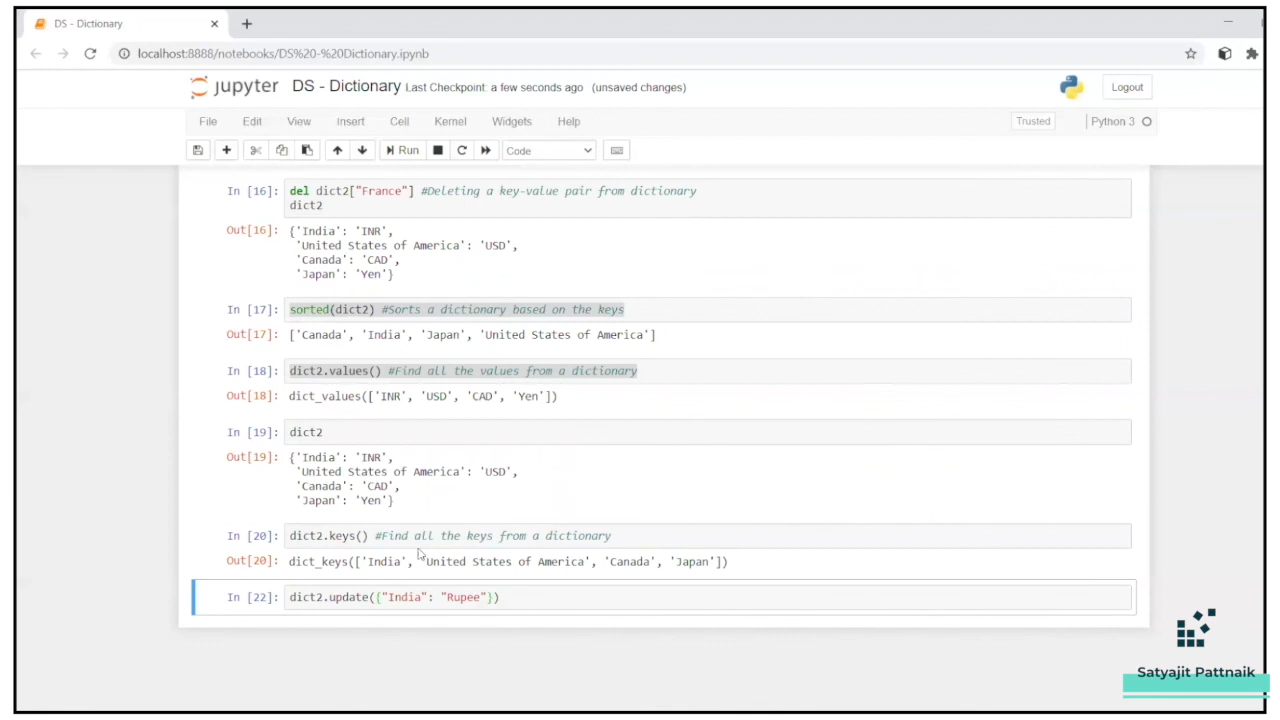 DS - Dictionary
localhost:8888/notebooks/DS%20-%20Dictionary.ipynb
jupyter DS - Dictionary Last Checkpoint: a few seconds ago (unsaved changes)
Logout
File Edit View Insert Cell Kernel Widgets Help
Trusted Python 3
Run Code
In [16]: del dict2["France"] #Deleting a key-value pair from dictionary
dict2
Out[16]: {'India': 'INR',
'United States of America': 'USD',
'Canada': 'CAD',
'Japan': 'Yen'}
In [17]: sorted(dict2) #Sorts a dictionary based on the keys
Out[17]: ['Canada', 'India', 'Japan', 'United States of America']
In [18]: dict2.values() #Find all the values from a dictionary
Out[18]: dict_values(['INR', 'USD', 'CAD', 'Yen'])
In [19]: dict2
Out[19]: {'India': 'INR',
'United States of America': 'USD',
'Canada': 'CAD',
'Japan': 'Yen'}
In [20]: dict2.keys() #Find all the keys from a dictionary
Out[20]: dict_keys(['India', 'United States of America', 'Canada', 'Japan'])
In [22]: dict2.update({"India": "Rupee"})
Satyajit Pattnaik